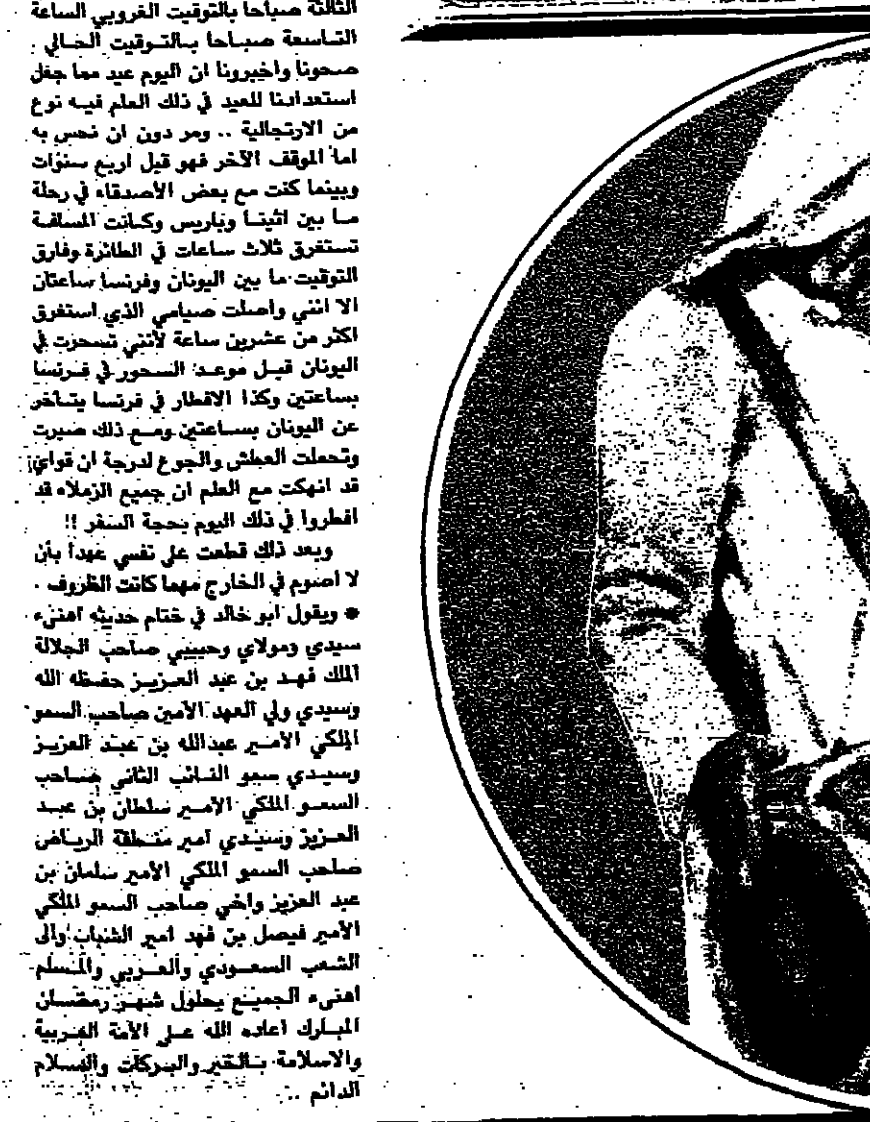 الثالثة صباحا بالتوقيت الغروبي الساعة
التاسعة صباحا بالتوقيت الحالي .
صحونا واخبرونا ان اليوم عيد مما جعل
استعدادنا للعيد في ذلك العلم فيه نوع
من الارتجالية .. ومر دون ان نحس به
اما الموقف الآخر فهو قبل اربع سنوات
وبينما كنت مع بعض الأصدقاء في رحلة
ما بين اثينا وباريس وكانت المسافة
تستغرق ثلاث ساعات في الطائرة وفارق
التوقيت ما بين اليونان وفرنسا ساعتان
الا انني واصلت صيامي الذي استغرق
اكثر من عشرين ساعة لأنني تسحرت في
اليونان قبل موعد السحور في فرنسا
بساعتين وكذا الافطار في فرنسا يتأخر
عن اليونان بساعتين ومع ذلك صبرت
وتحملت العطش والجوع لدرجة ان قواي
قد انهكت مع العلم ان جميع الزملاء قد
افطروا في ذلك اليوم بحجة السفر !!
وبعد ذلك قطعت على نفسي عهداً بأن
لا اصوم في الخارج مهما كانت الظروف .
● ويقول ابو خالد في ختام حديثه اهنىء
سيدي ومولاي وحبيبي صاحب الجلالة
الملك فهد بن عبد العزيز حفظه الله
وسيدي ولي العهد الأمين صاحب السمو
الملكي الأمير عبدالله بن عبد العزيز
وسيدي سمو النائب الثاني صاحب
السمو الملكي الأمير سلطان بن عبد
العزيز وسيدي امير منطقة الرياض
صاحب السمو الملكي الأمير سلمان بن
عبد العزيز واخي صاحب السمو الملكي
الأمير فيصل بن فهد امير الشباب والى
الشعب السعودي والعربي والمسلم
اهنىء الجميع بحلول شهر رمضان
المبارك اعاده الله على الأمة العربية
والاسلامة بالخير والبركات والسلام
الدائم ..